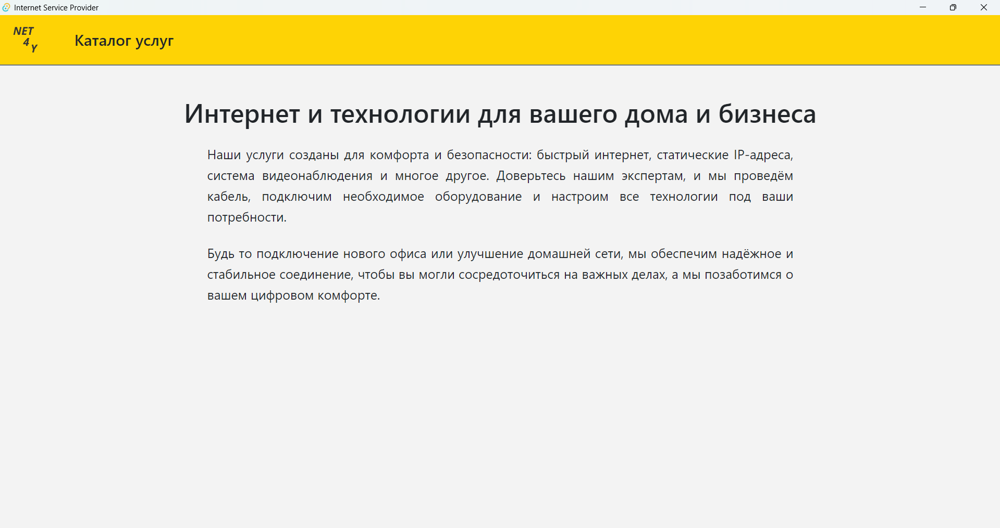 Internet Service Provider
NET
4
Y
Каталог услуг
Интернет и технологии для вашего дома и бизнеса
Наши услуги созданы для комфорта и безопасности: быстрый интернет, статические IP-адреса,
система видеонаблюдения и многое другое. Доверьтесь нашим экспертам, и мы проведём
кабель, подключим необходимое оборудование и настроим все технологии под ваши
потребности.
Будь то подключение нового офиса или улучшение домашней сети, мы обеспечим надёжное и
стабильное соединение, чтобы вы могли сосредоточиться на важных делах, а мы позаботимся о
вашем цифровом комфорте.